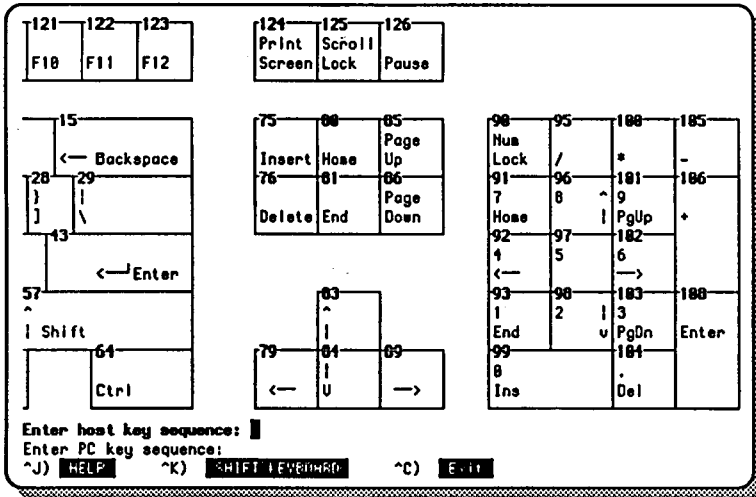 121 122 123 124 125 126
Print Scroll
F10 F11 F12 Screen Lock Pause
15 75 80 85 90 95 100 105
Page Num
<— Backspace Insert Home Up Lock / * -
28 29 76 81 86 91 96 101 106
} | Page 7 8 ^ 9
] \ Delete End Down Home | PgUp +
43 92 97 102
4 5 6
<—┘Enter <— —>
57 83 93 98 103 108
^ ^ 1 2 | 3
| Shift | End v PgDn Enter
64 79 84 89 99 104
| 0 .
Ctrl <— V —> Ins Del
Enter host key sequence:
Enter PC key sequence:
^J) HELP ^K) SHIFT KEYBOARD ^C) Exit